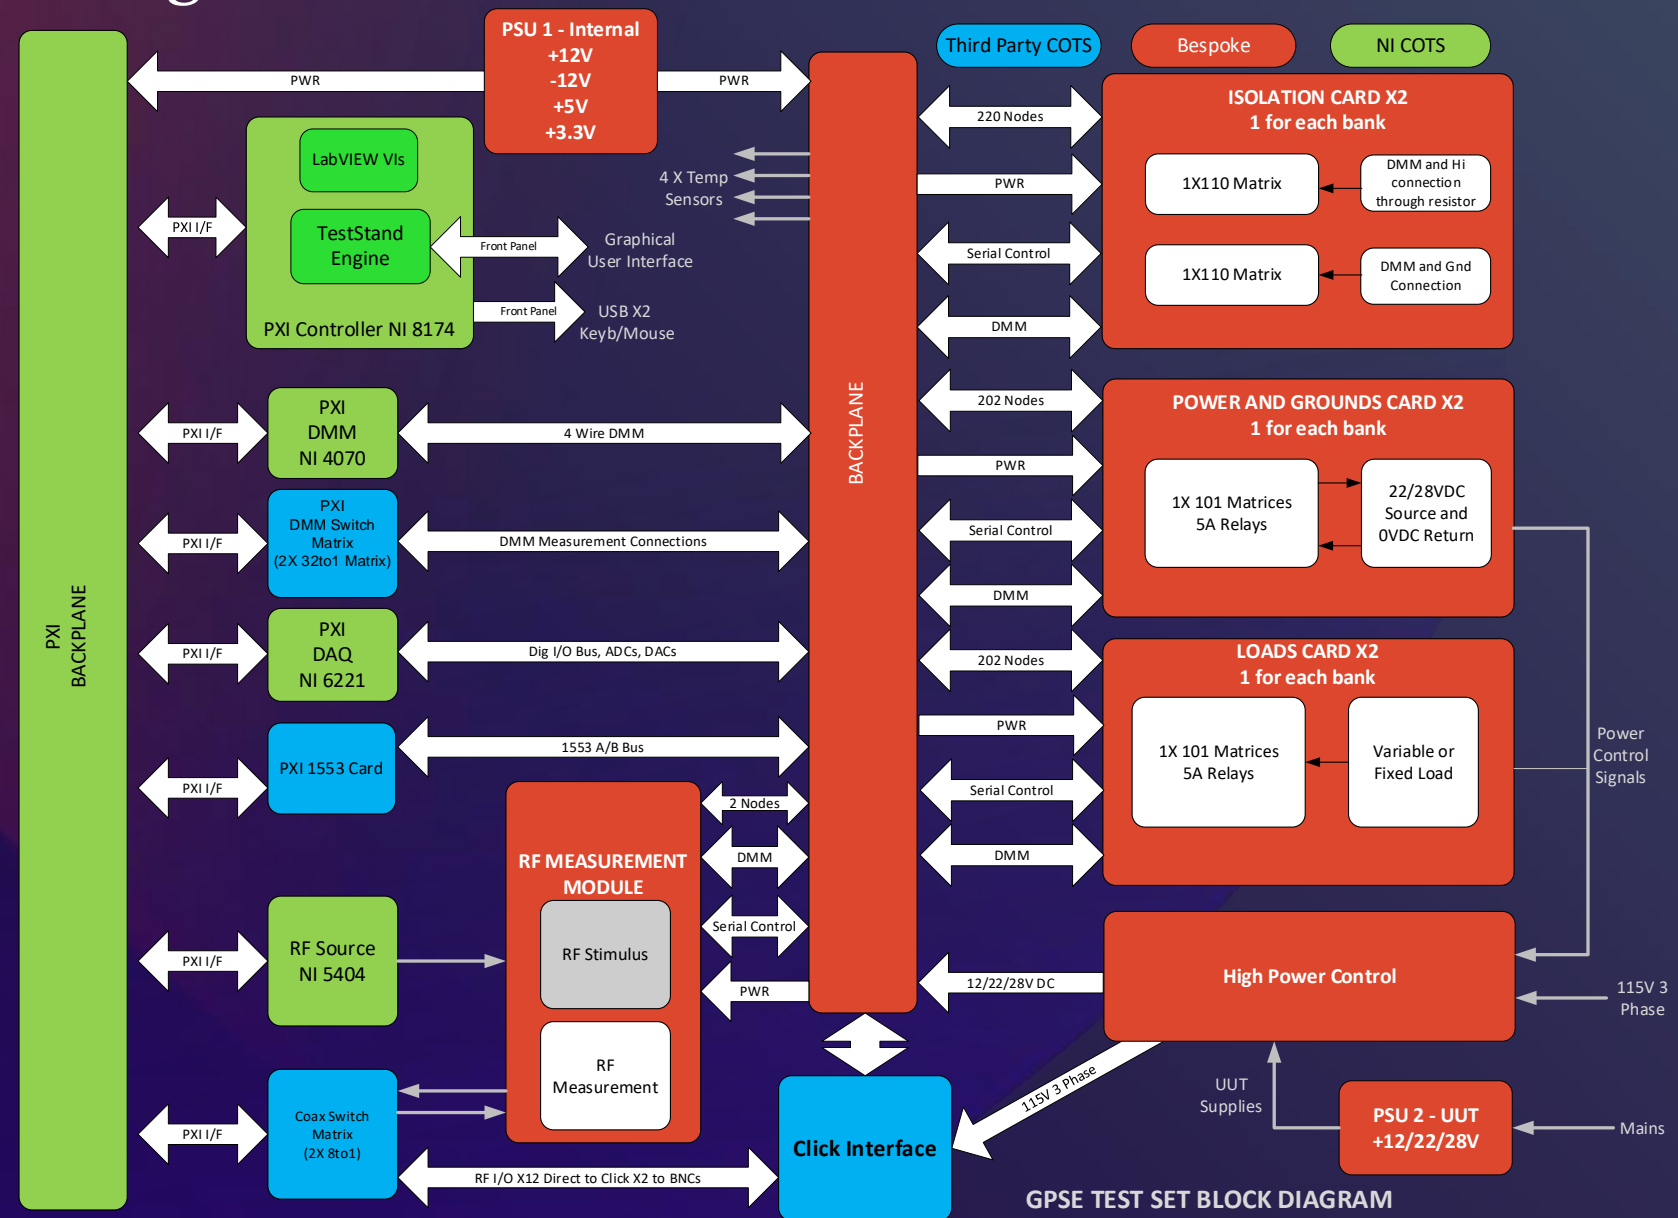 PSU 1 - Internal
+12V
-12V
+5V
+3.3V
Third Party COTS
Bespoke
NI COTS
PWR
PWR
PXI
BACKPLANE
BACKPLANE
LabVIEW VIs
TestStand
Engine
PXI Controller NI 8174
PXI I/F
Front Panel
Graphical
User Interface
Front Panel
USB X2
Keyb/Mouse
4 X Temp
Sensors
220 Nodes
PWR
Serial Control
DMM
ISOLATION CARD X2
1 for each bank
1X110 Matrix
DMM and Hi
connection
through resistor
1X110 Matrix
DMM and Gnd
Connection
PXI I/F
PXI
DMM
NI 4070
4 Wire DMM
PXI I/F
PXI
DMM Switch
Matrix
(2X 32to1 Matrix)
DMM Measurement Connections
202 Nodes
PWR
Serial Control
DMM
POWER AND GROUNDS CARD X2
1 for each bank
1X 101 Matrices
5A Relays
22/28VDC
Source and
0VDC Return
PXI I/F
PXI
DAQ
NI 6221
Dig I/O Bus, ADCs, DACs
PXI I/F
PXI 1553 Card
1553 A/B Bus
202 Nodes
PWR
Serial Control
DMM
LOADS CARD X2
1 for each bank
1X 101 Matrices
5A Relays
Variable or
Fixed Load
Power
Control
Signals
2 Nodes
DMM
Serial Control
PWR
RF MEASUREMENT
MODULE
RF Stimulus
RF
Measurement
PXI I/F
RF Source
NI 5404
12/22/28V DC
High Power Control
115V 3
Phase
PXI I/F
Coax Switch
Matrix
(2X 8to1)
RF I/O X12 Direct to Click X2 to BNCs
Click Interface
115V 3 Phase
UUT
Supplies
PSU 2 - UUT
+12/22/28V
Mains
GPSE TEST SET BLOCK DIAGRAM